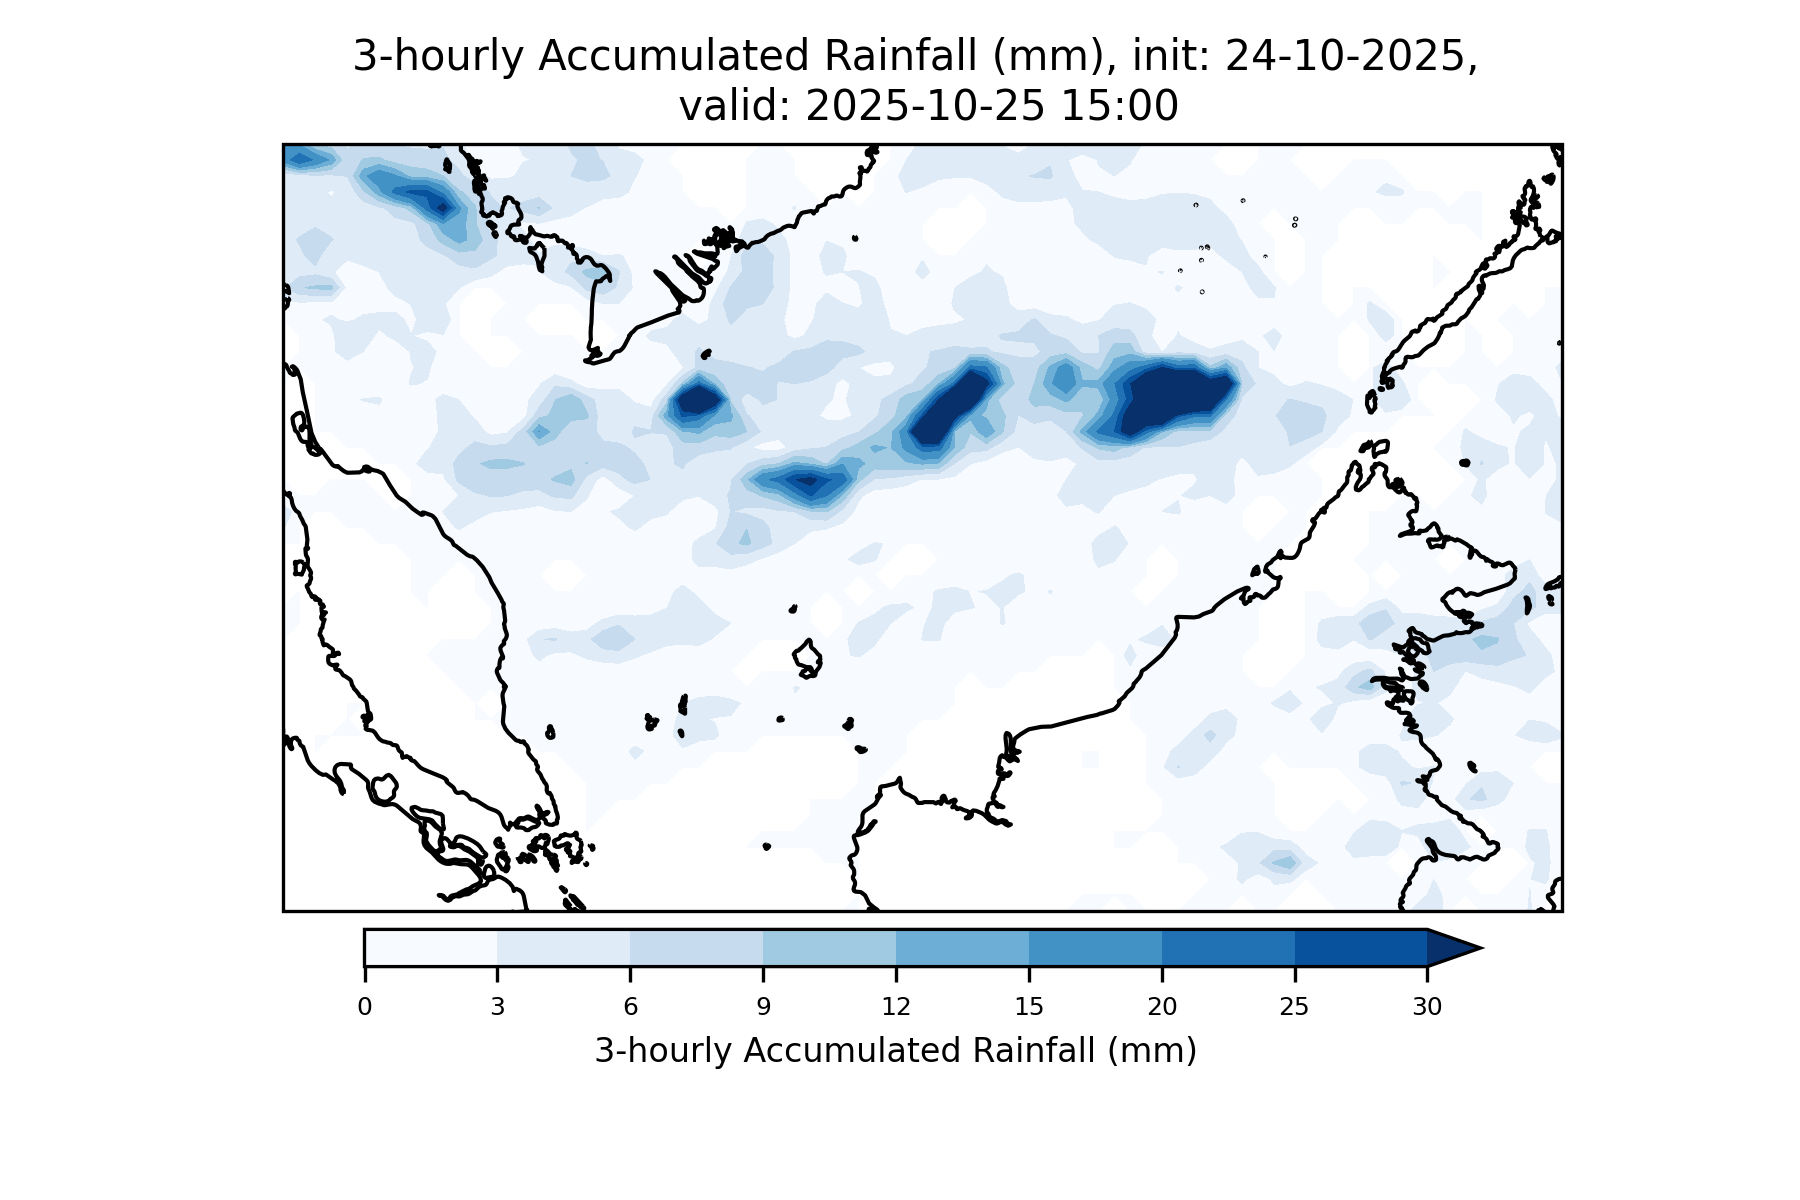 3-hourly Accumulated Rainfall (mm), init: 24-10-2025,
valid: 2025-10-25 15:00
0 3 6 9 12 15 20 25 30
3-hourly Accumulated Rainfall (mm)